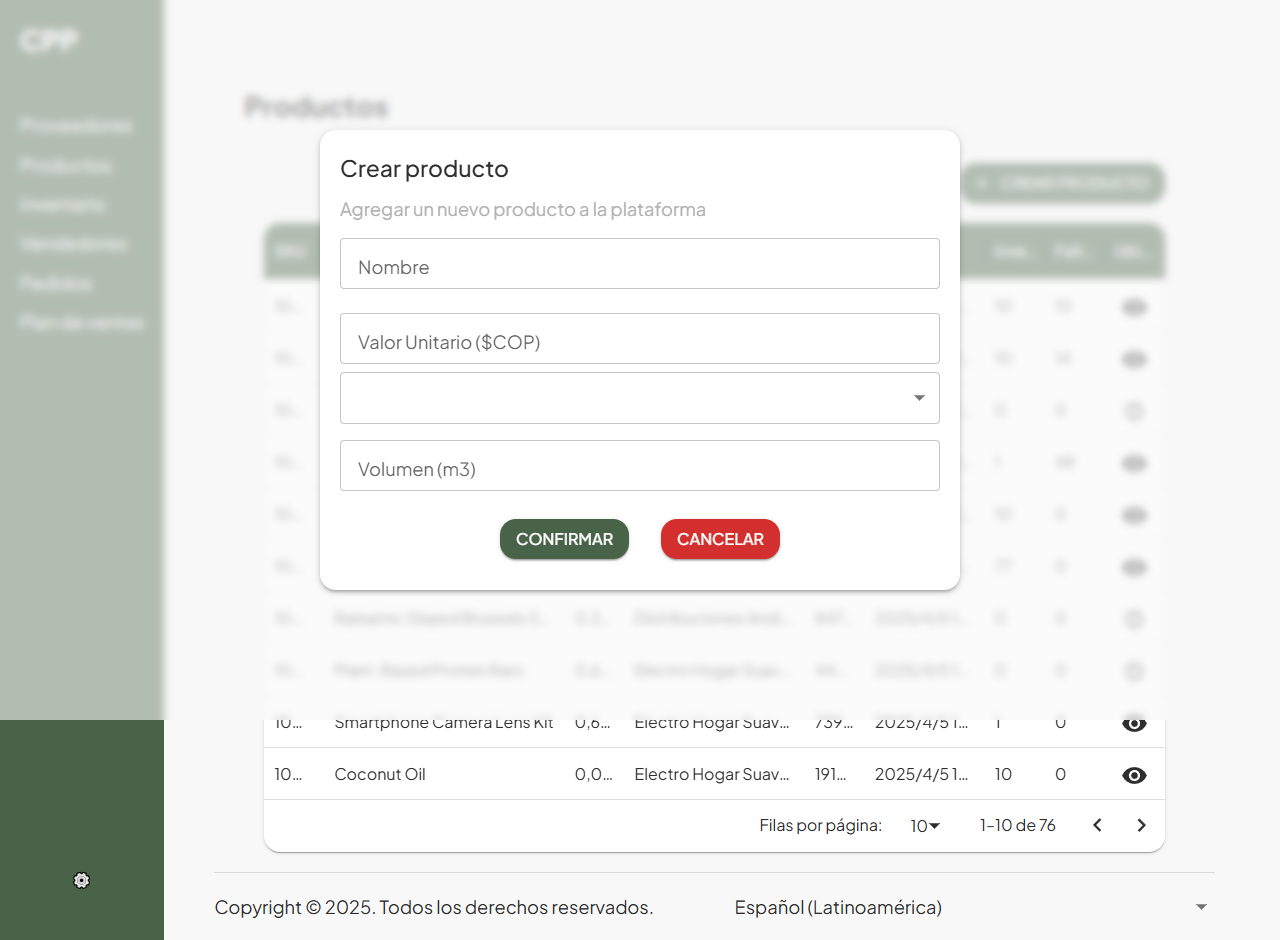 CPP
Productos
Proveedores
Productos
Inventario
Vendedores
Pedidos
Plan de ventas
Crear producto
Agregar un nuevo producto a la plataforma
+ CREAR PRODUCTO
Nombre
Valor Unitario ($COP)
Volumen (m3)
CONFIRMAR CANCELAR
Plant-Based Protein Bars
10... Smartphone Camera Lens Kit 0,6... Electro Hogar Suav... 739... 2025/4/5 1... 1 0
10... Coconut Oil 0,0... Electro Hogar Suav... 191... 2025/4/5 1... 10 0
Filas por página: 10 1–10 de 76
Copyright © 2025. Todos los derechos reservados. Español (Latinoamérica)